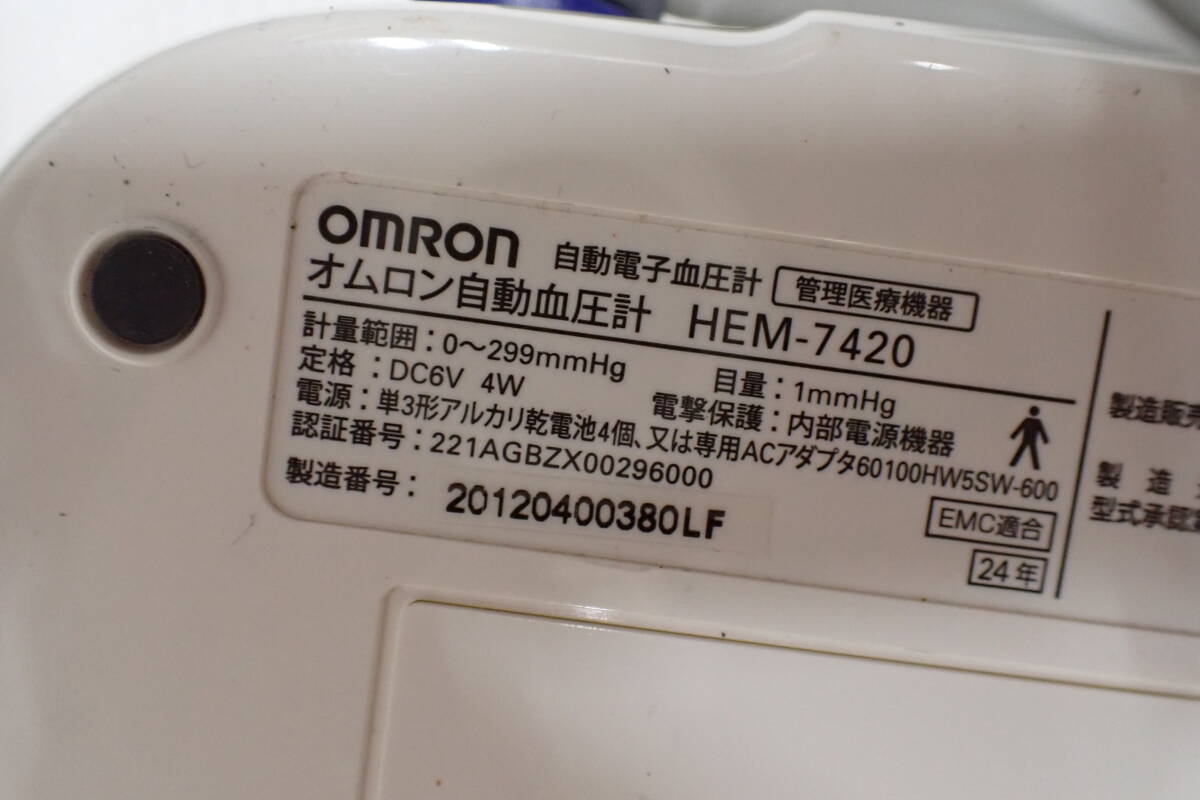 OMRON 自動電子血圧計 管理医療機器
オムロン自動血圧計 HEM-7420
計量範囲:0〜299mmHg 目量:1mmHg
定格:DC6V 4W 電撃保護:内部電源機器
電源:単3形アルカリ乾電池4個、又は専用ACアダプタ60100HW5SW-600
認証番号:221AGBZX00296000
EMC適合
製造番号: 20120400380LF
24年
製造販売
製造
型式承認